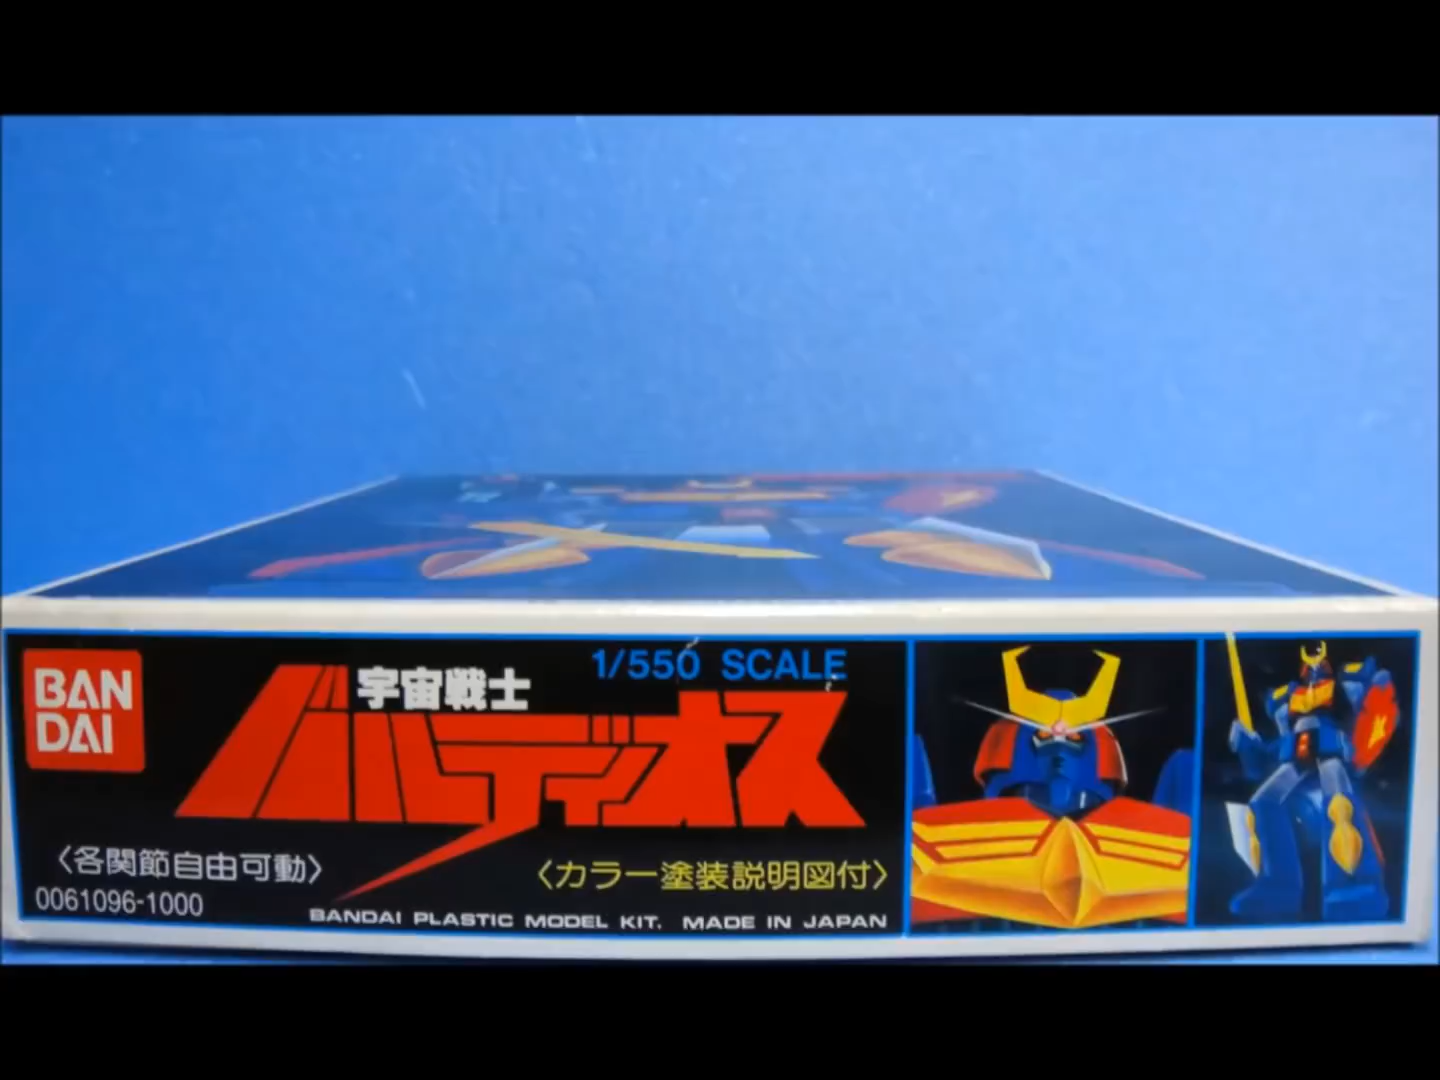 BAN
DAI
宇宙戦士
1/550 SCALE
バルディオス
〈各関節自由可動〉
〈カラー塗装説明図付〉
0061096-1000
BANDAI PLASTIC MODEL KIT. MADE IN JAPAN